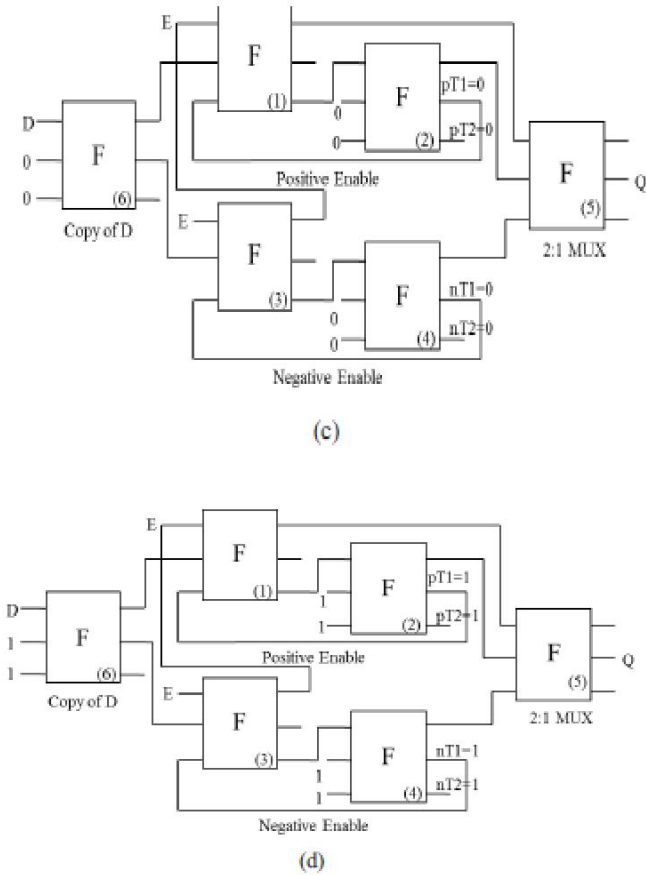 E
F
(1)
F
pT1=0
0
pT2=0
0
(2)
D
0
F
0
(6)
Copy of D
Positive Enable
F
Q
(5)
2:1 MUX
E
F
(3)
F
nT1=0
0
nT2=0
0
(4)
Negative Enable
(c)
E
F
(1)
F
pT1=1
1
pT2=1
1
(2)
D
1
F
1
(6)
Copy of D
Positive Enable
F
Q
(5)
2:1 MUX
E
F
(3)
F
nT1=1
1
nT2=1
1
(4)
Negative Enable
(d)